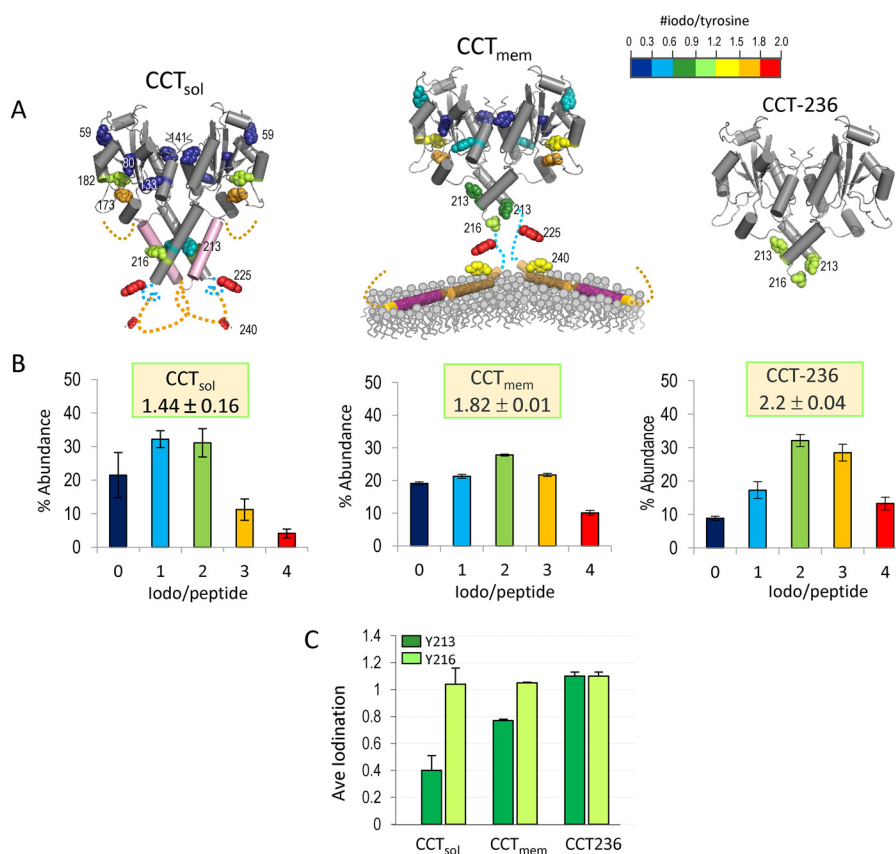 #iodo/tyrosine
0 0.3 0.6 0.9 1.2 1.5 1.8 2.0
A
CCTsol
CCTmem
CCT-236
59
141
59
80
133
182
173
216
213
225
240
213
213
216
225
240
213
216
213
B
CCTsol
1.44 ± 0.16
% Abundance
50
40
30
20
10
0
0 1 2 3 4
Iodo/peptide
CCTmem
1.82 ± 0.01
% Abundance
50
40
30
20
10
0
0 1 2 3 4
Iodo/peptide
CCT-236
2.2 ± 0.04
% Abundance
50
40
30
20
10
0
0 1 2 3 4
Iodo/peptide
C
Y213
Y216
Ave Iodination
1.4
1.2
1
0.8
0.6
0.4
0.2
0
CCTsol CCTmem CCT236